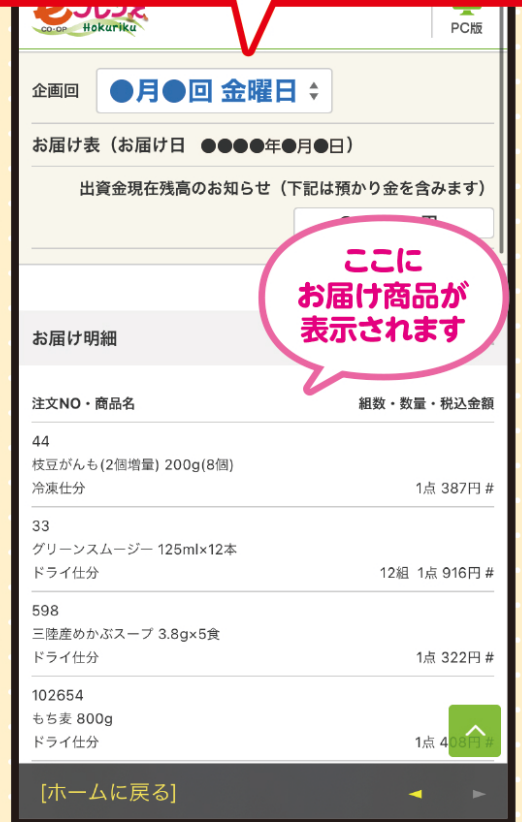 CO・OP Hokuriku
PC版
企画回 ●月●回 金曜日
お届け表（お届け日 ●●●●年●月●日）
出資金現在残高のお知らせ（下記は預かり金を含みます）
ここに
お届け商品が
表示されます
お届け明細
注文NO・商品名 組数・数量・税込金額
44
枝豆がんも(2個増量) 200g(8個)
冷凍仕分 1点 387円 #
33
グリーンスムージー 125ml×12本
ドライ仕分 12組 1点 916円 #
598
三陸産めかぶスープ 3.8g×5食
ドライ仕分 1点 322円 #
102654
もち麦 800g
ドライ仕分 1点 408円 #
[ホームに戻る] ◄ ►